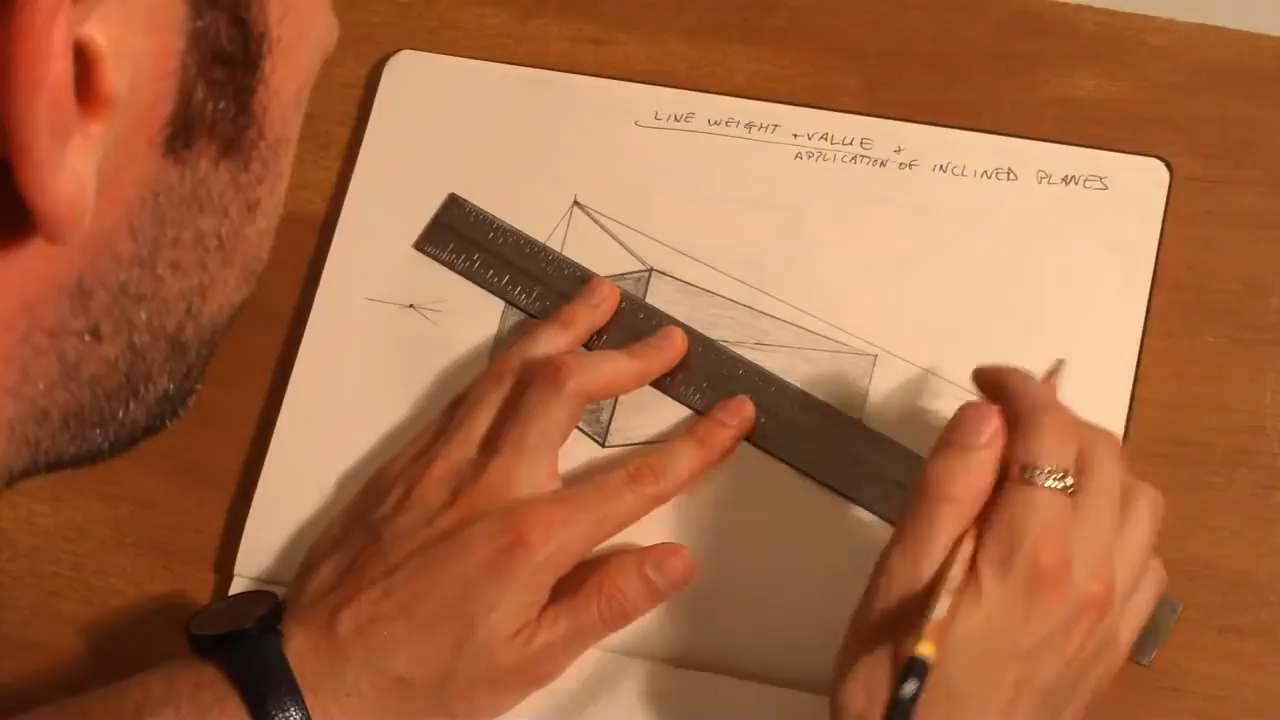 LINE WEIGHT + VALUE &
APPLICATION OF INCLINED PLANES